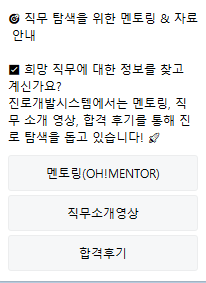 🎯 직무 탐색을 위한 멘토링 & 자료
안내
☑ 희망 직무에 대한 정보를 찾고
계신가요?
진로개발시스템에서는 멘토링, 직
무 소개 영상, 합격 후기를 통해 진
로 탐색을 돕고 있습니다! 🚀
멘토링(OH!MENTOR)
직무소개영상
합격후기